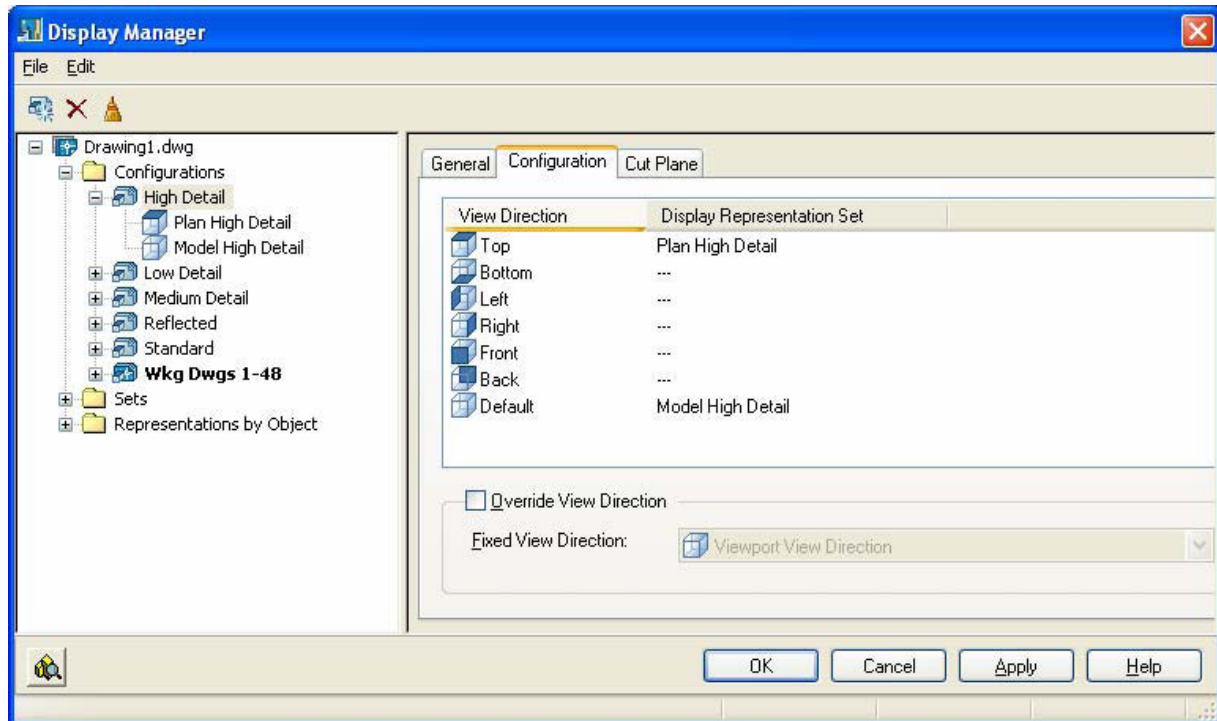 Display Manager
File Edit
Drawing1.dwg
Configurations
High Detail
Plan High Detail
Model High Detail
Low Detail
Medium Detail
Reflected
Standard
Wkg Dwgs 1-48
Sets
Representations by Object
General Configuration Cut Plane
View Direction Display Representation Set
Top Plan High Detail
Bottom ---
Left ---
Right ---
Front ---
Back ---
Default Model High Detail
Override View Direction
Fixed View Direction: Viewport View Direction
OK Cancel Apply Help